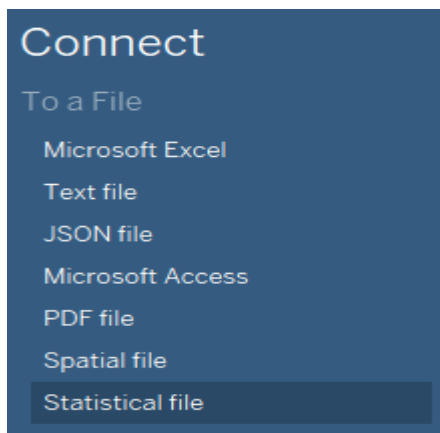 Connect
To a File
Microsoft Excel
Text file
JSON file
Microsoft Access
PDF file
Spatial file
Statistical file